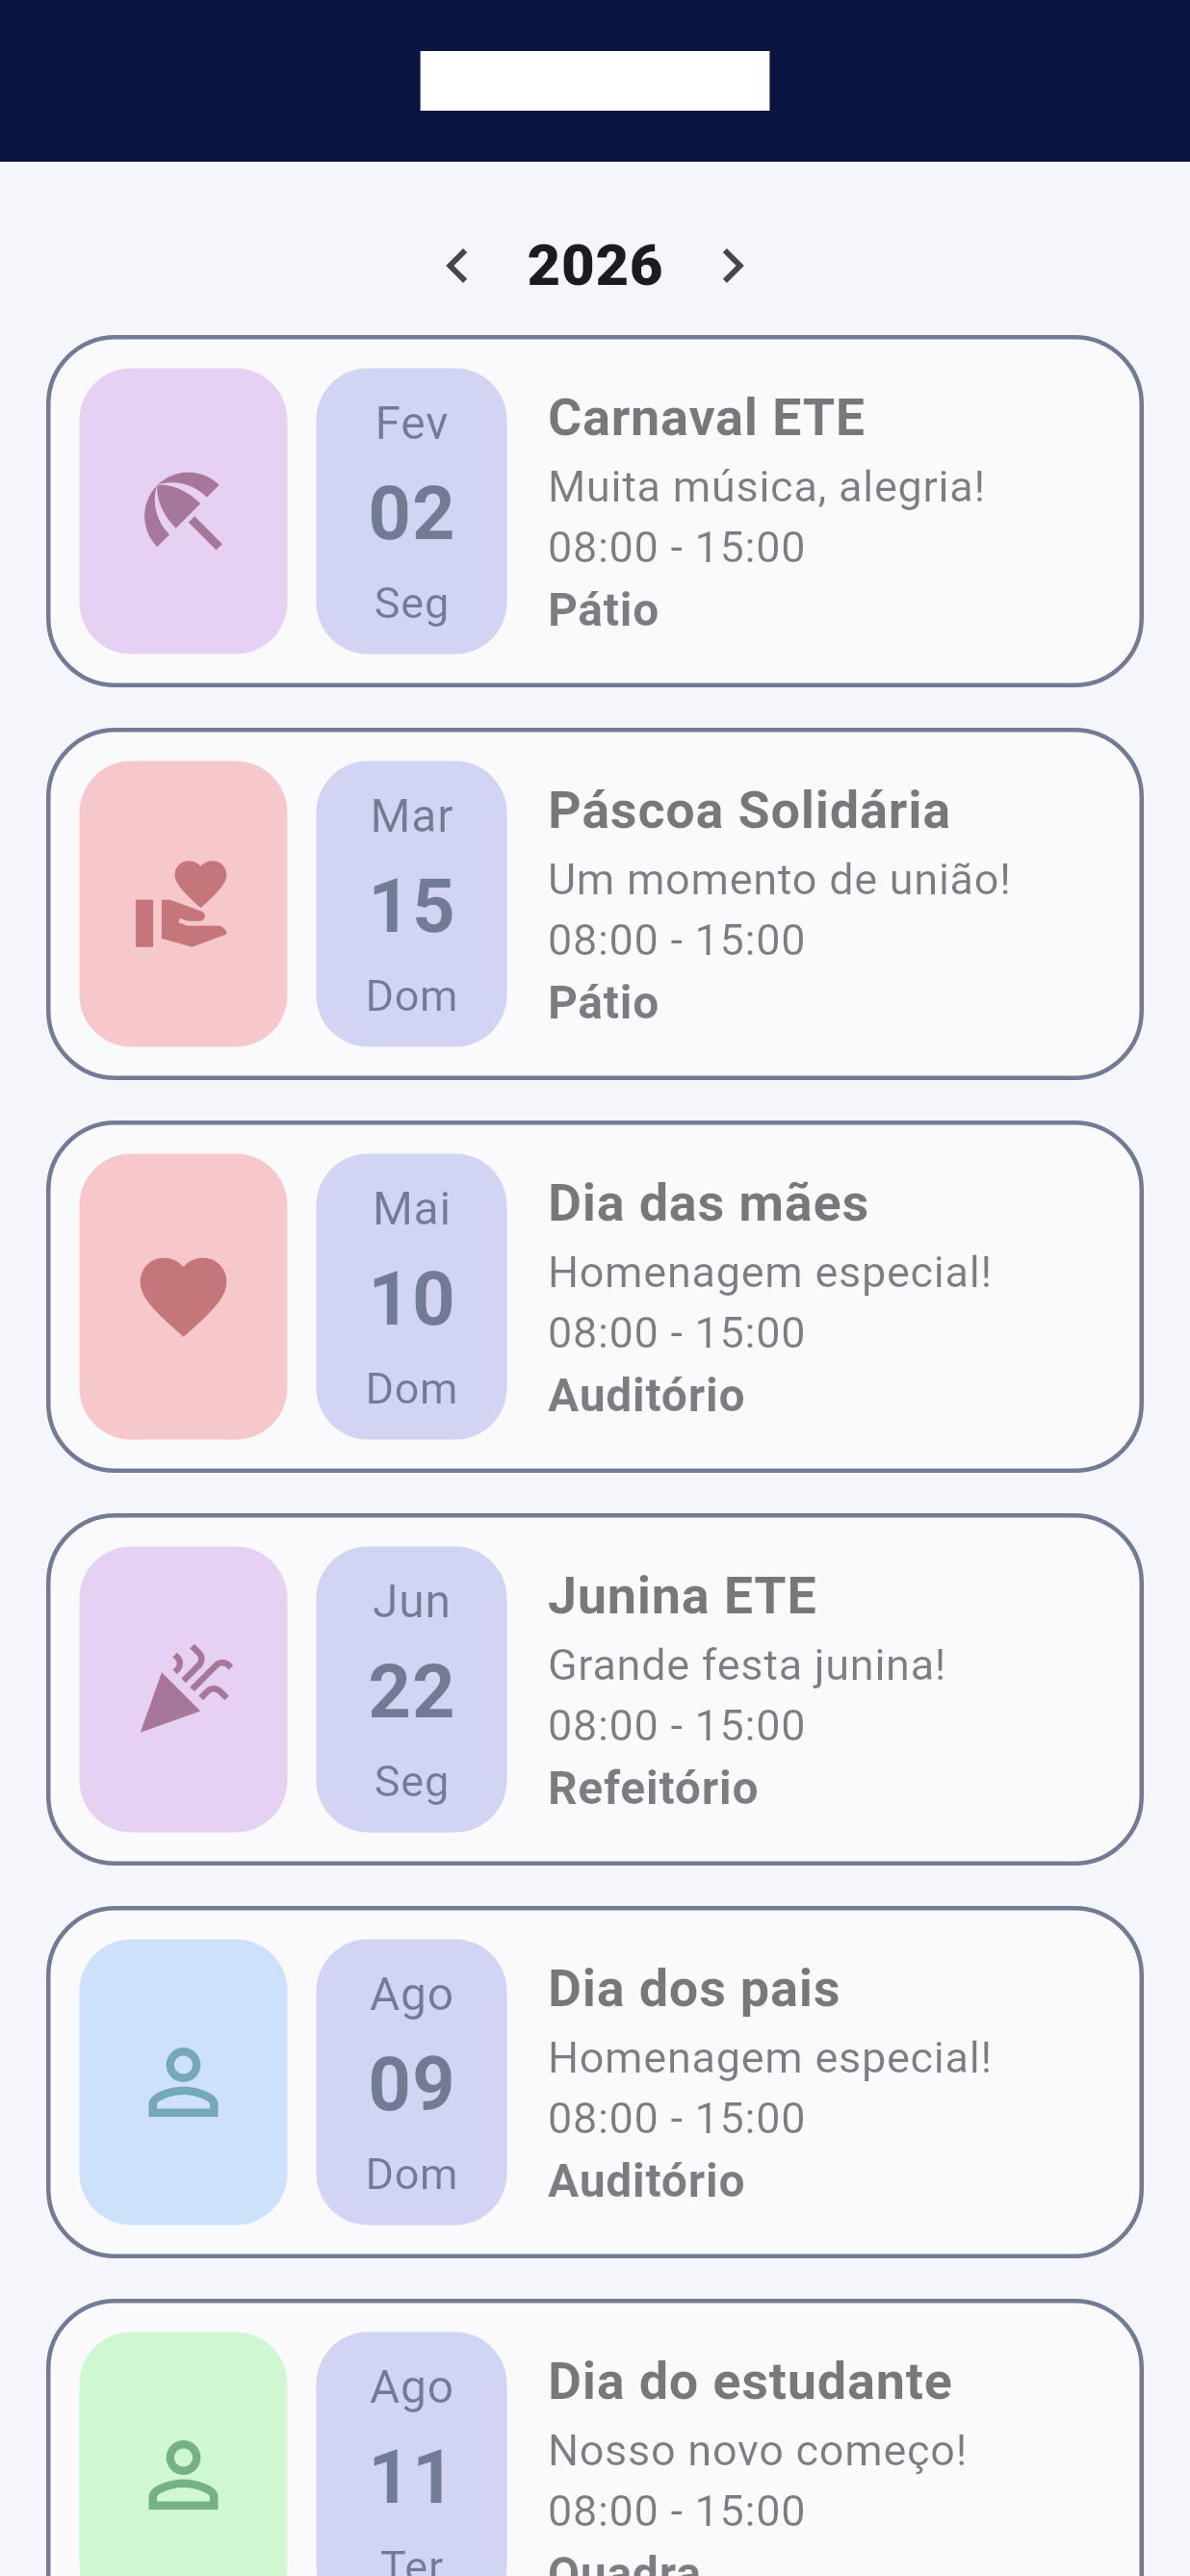 2026
Fev
02
Seg
Carnaval ETE
Muita música, alegria!
08:00 - 15:00
Pátio
Mar
15
Dom
Páscoa Solidária
Um momento de união!
08:00 - 15:00
Pátio
Mai
10
Dom
Dia das mães
Homenagem especial!
08:00 - 15:00
Auditório
Jun
22
Seg
Junina ETE
Grande festa junina!
08:00 - 15:00
Refeitório
Ago
09
Dom
Dia dos pais
Homenagem especial!
08:00 - 15:00
Auditório
Ago
11
Ter
Dia do estudante
Nosso novo começo!
08:00 - 15:00
Quadra